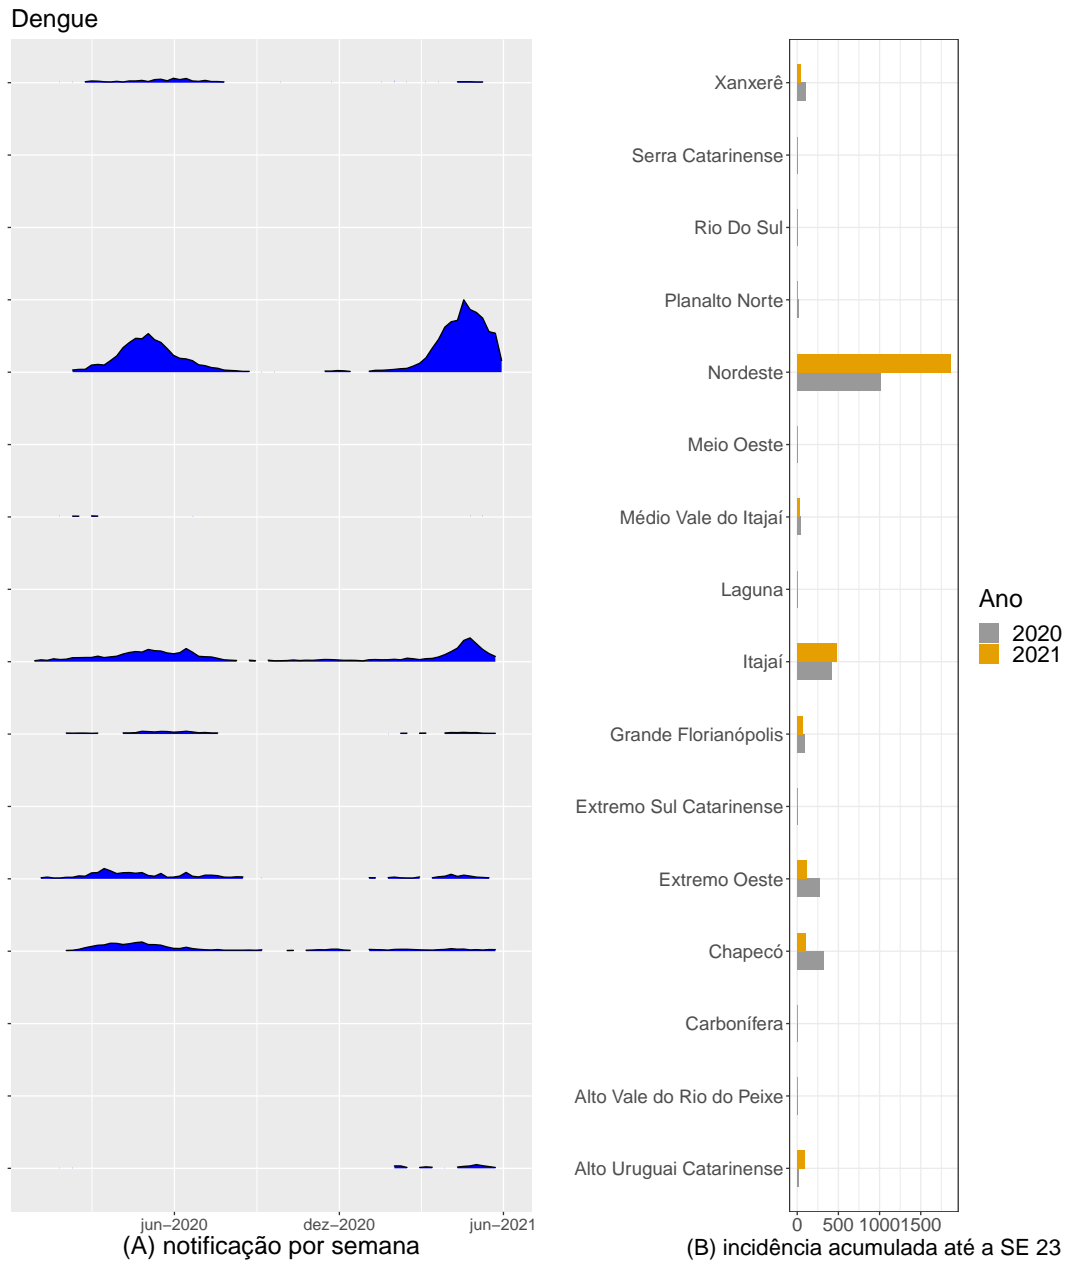 Dengue
Xanxerê
Serra Catarinense
Rio Do Sul
Planalto Norte
Nordeste
Meio Oeste
Médio Vale do Itajaí
Laguna
Itajaí
Grande Florianópolis
Extremo Sul Catarinense
Extremo Oeste
Chapecó
Carbonífera
Alto Vale do Rio do Peixe
Alto Uruguai Catarinense
Ano
2020
2021
jun–2020 dez–2020 jun–2021
(A) notificação por semana
0 500 1000 1500
(B) incidência acumulada até a SE 23